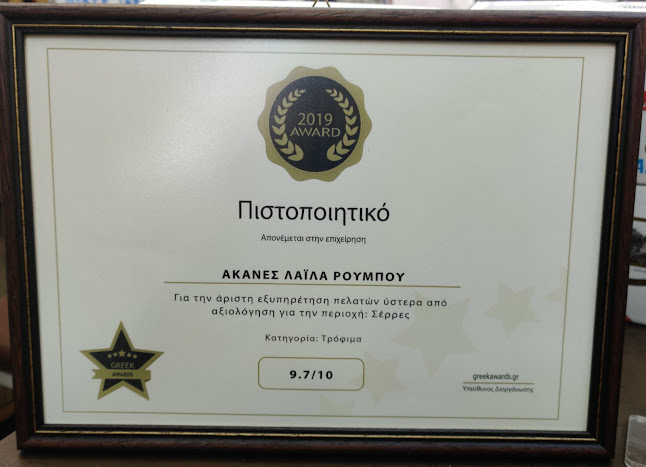 2019
AWARD
Πιστοποιητικό
Απονέμεται στην επιχείρηση
ΑΚΑΝΕΣ ΛΑΪΛΑ ΡΟΥΜΠΟΥ
Για την άριστη εξυπηρέτηση πελατών ύστερα από
αξιολόγηση για την περιοχή: Σέρρες
Κατηγορία: Τρόφιμα
9.7/10
GREEK
AWARDS
greekawards.gr
Υπεύθυνος Διοργάνωσης